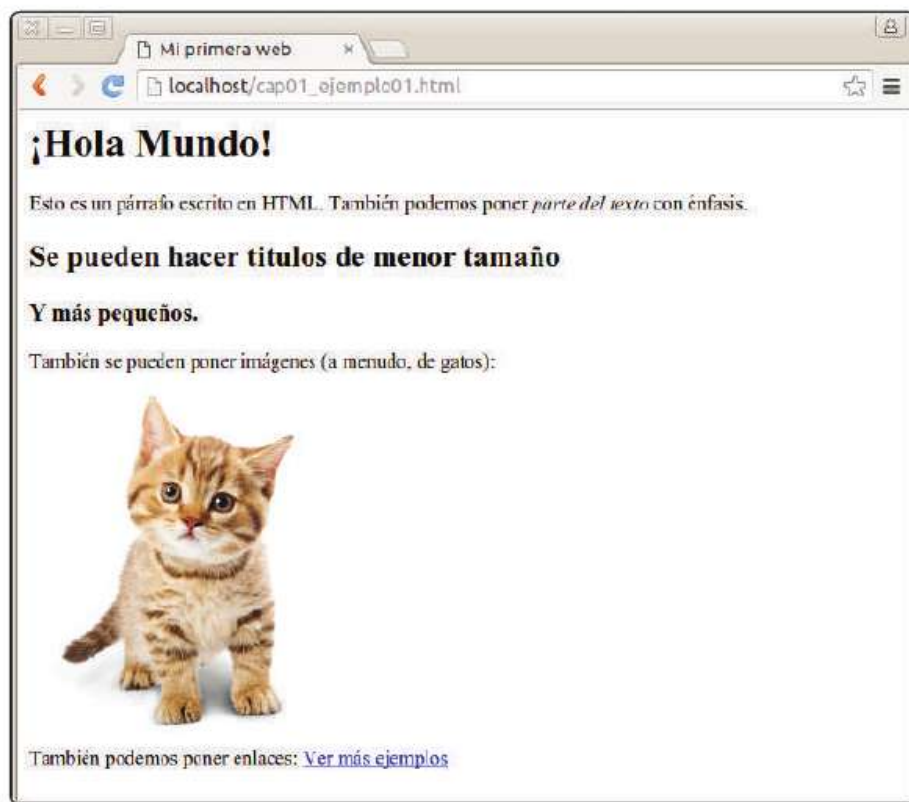 Mi primera web
localhost/cap01_ejemplo01.html
¡Hola Mundo!
Esto es un párrafo escrito en HTML. También podemos poner parte del texto con énfasis.
Se pueden hacer titulos de menor tamaño
Y más pequeños.
También se pueden poner imágenes (a menudo, de gatos):
También podemos poner enlaces: Ver más ejemplos